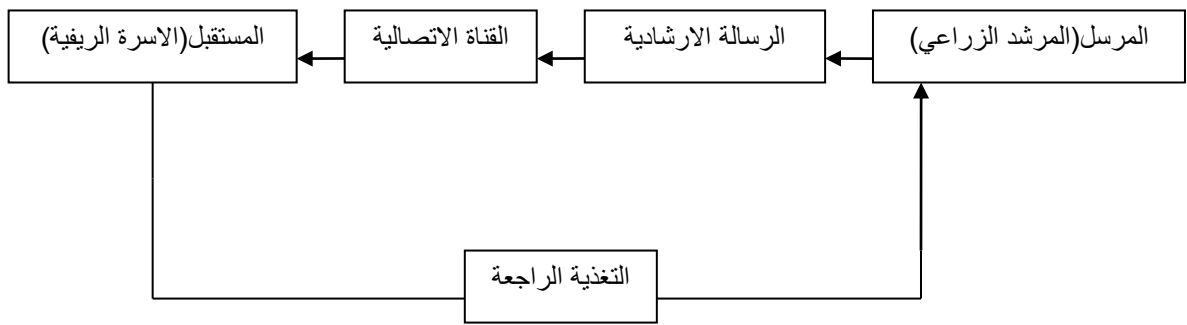 المرسل(المرشد الزراعي)
الرسالة الارشادية
القناة الاتصالية
المستقبل(الاسرة الريفية)
التغذية الراجعة